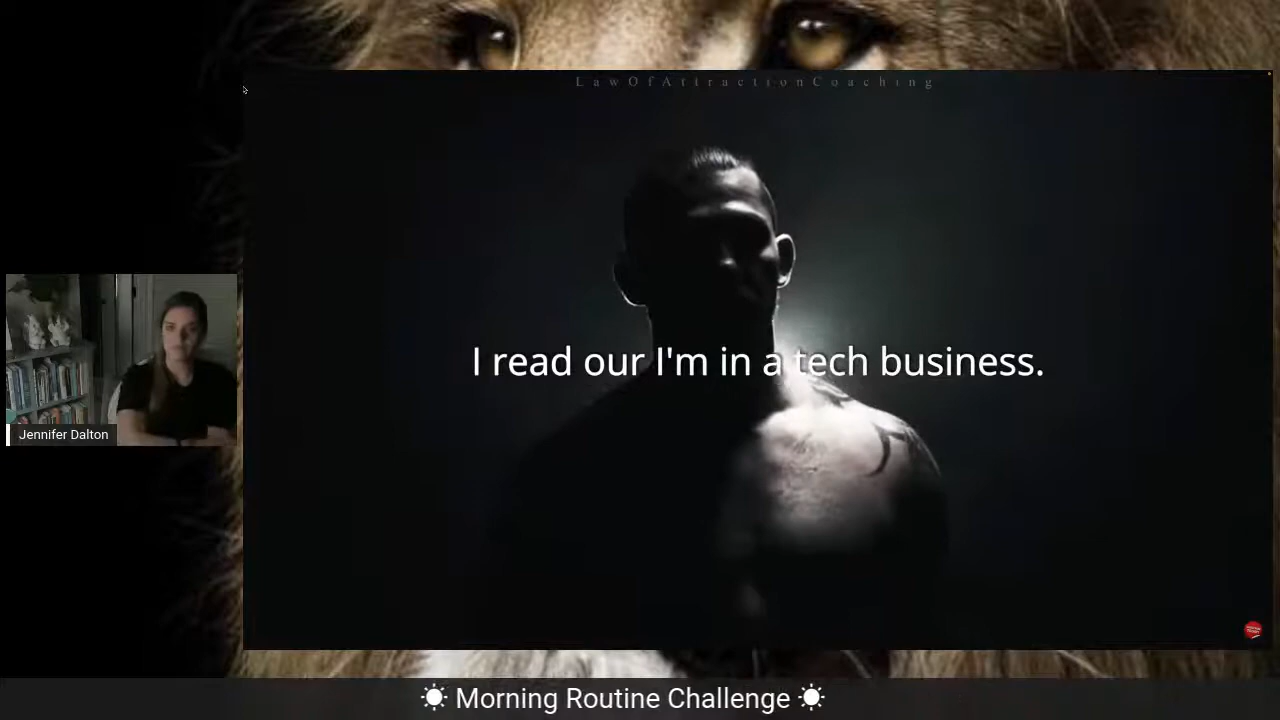 LawOfAttractionCoaching
I read our I'm in a tech business.
Jennifer Dalton
☀ Morning Routine Challenge ☀